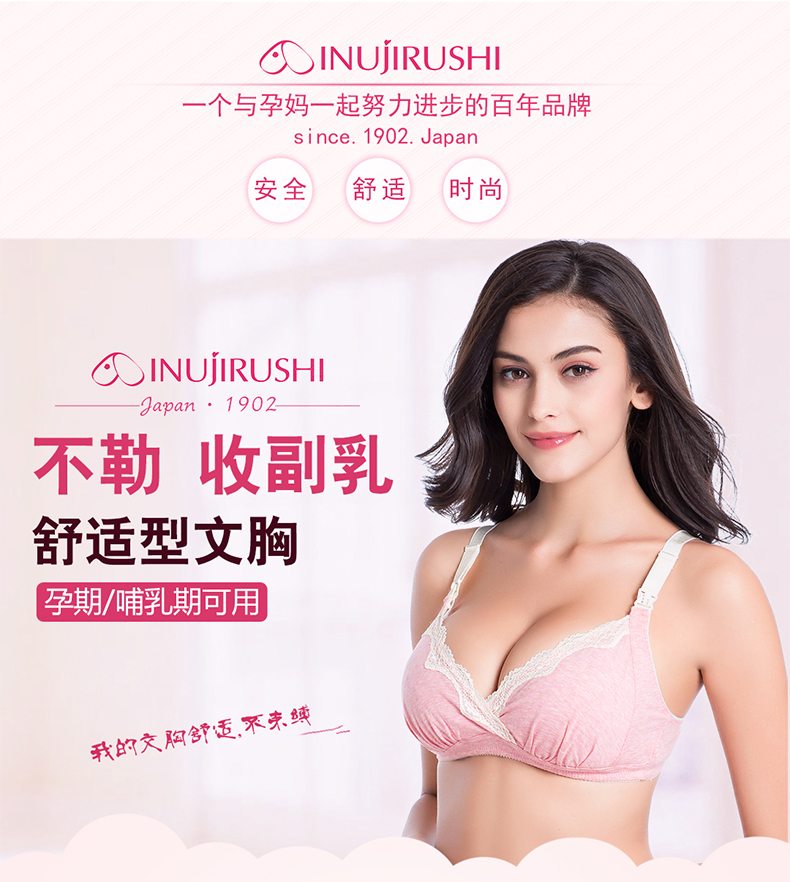 INUJIRUSHI
一个与孕妈一起努力进步的百年品牌
since.1902.Japan
安全 舒适 时尚
INUJIRUSHI
Japan · 1902
不勒 收副乳
舒适型文胸
孕期/哺乳期可用
我的文胸舒适,不束缚